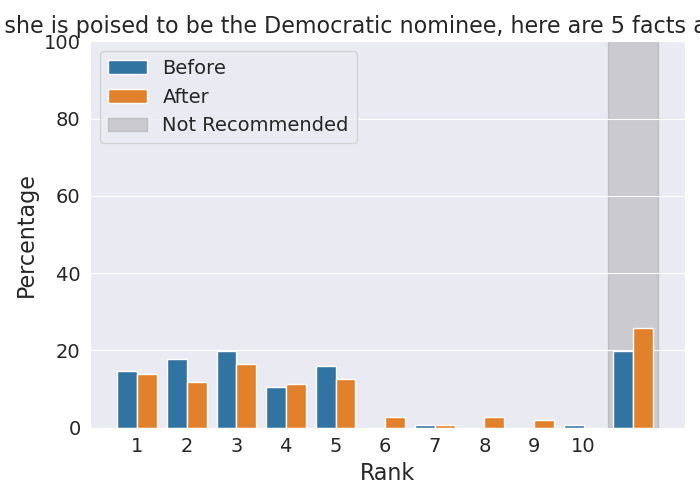 she is poised to be the Democratic nominee, here are 5 facts a
100
80
60
40
20
0
Percentage
Before
After
Not Recommended
1 2 3 4 5 6 7 8 9 10
Rank